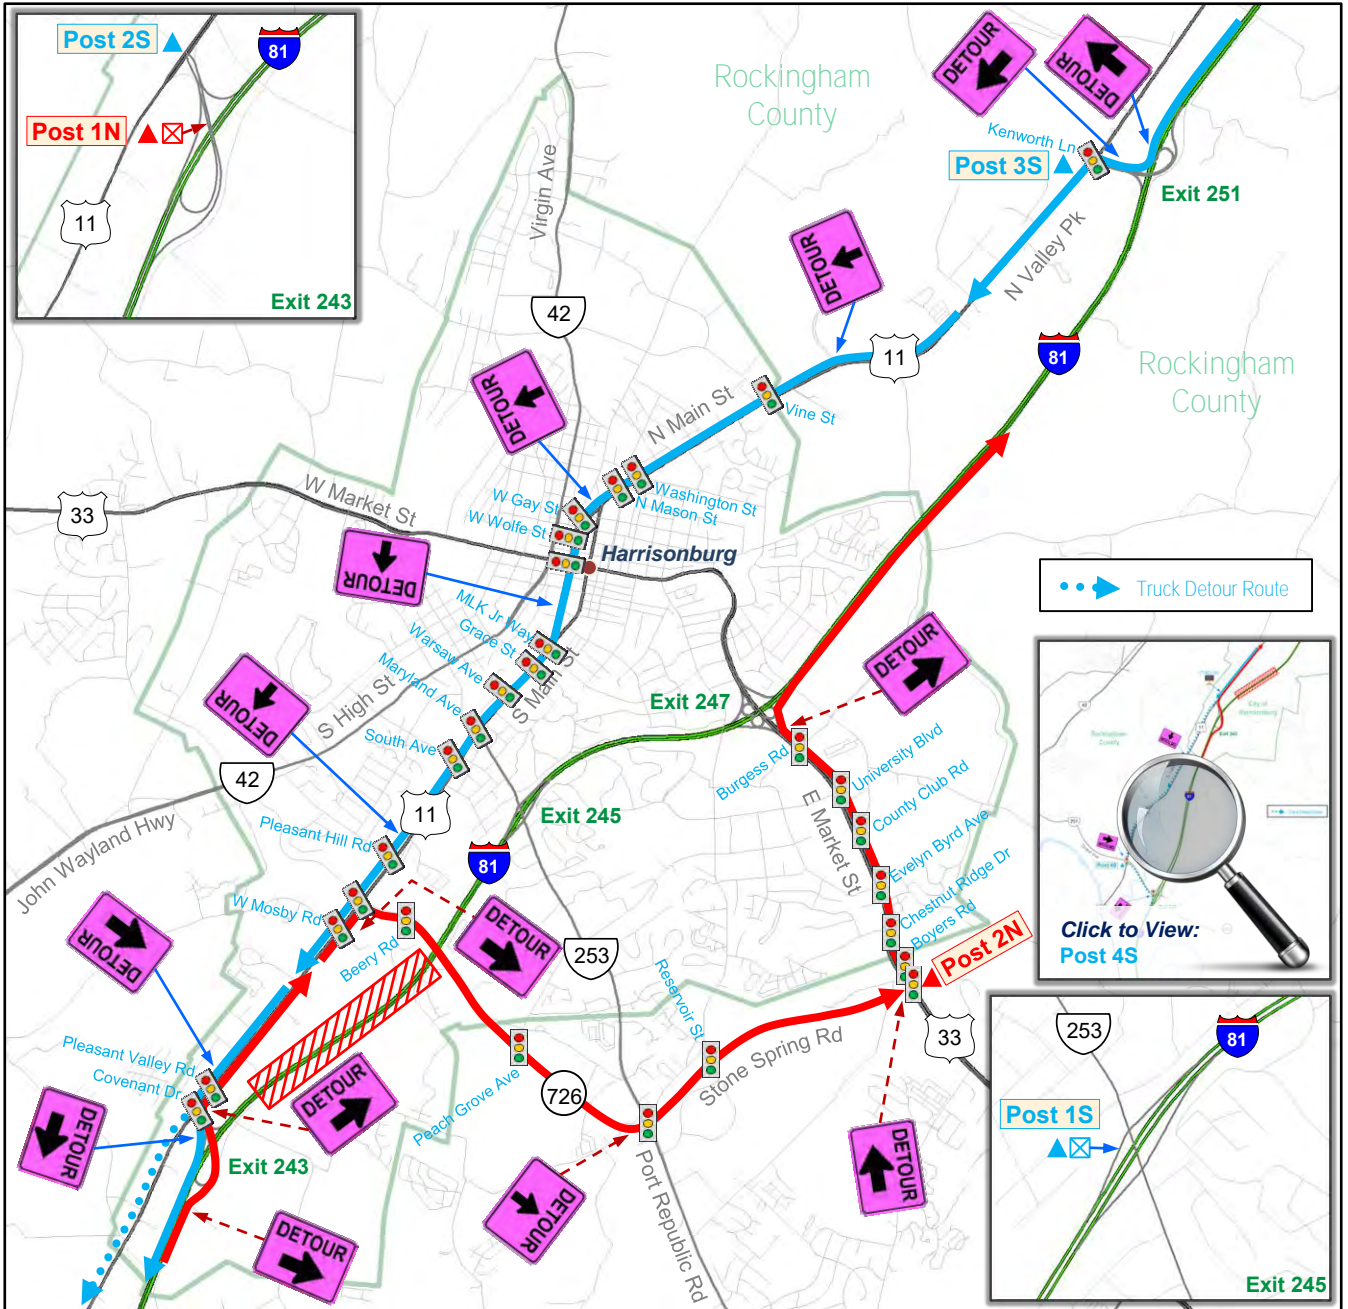 Post 2S
81
Post 1N
11
Exit 243
Rockingham
County
DETOUR
DETOUR
Kenworth Ln
Post 3S
Exit 251
N Valley Pk
Virgin Ave
DETOUR
42
11
81
Rockingham
County
DETOUR
N Main St
Vine St
W Market St
33
Washington St
N Mason St
W Gay St
W Wolfe St
Harrisonburg
DETOUR
Truck Detour Route
MLK Jr Way
Grace St
Warsaw Ave
Maryland Ave
South Ave
S Main St
S High St
DETOUR
DETOUR
Exit 247
42
John Wayland Hwy
11
Pleasant Hill Rd
Exit 245
81
Burgess Rd
University Blvd
County Club Rd
E Market St
Evelyn Byrd Ave
Chestnut Ridge Dr
Boyers Rd
Post 2N
W Mosby Rd
DETOUR
Beery Rd
DETOUR
253
Reservoir St
Stone Spring Rd
33
Click to View:
Post 4S
Pleasant Valley Rd
Covenant Dr
DETOUR
DETOUR
Peach Grove Ave
726
Exit 243
DETOUR
DETOUR
Port Republic Rd
DETOUR
253
81
Post 1S
Exit 245